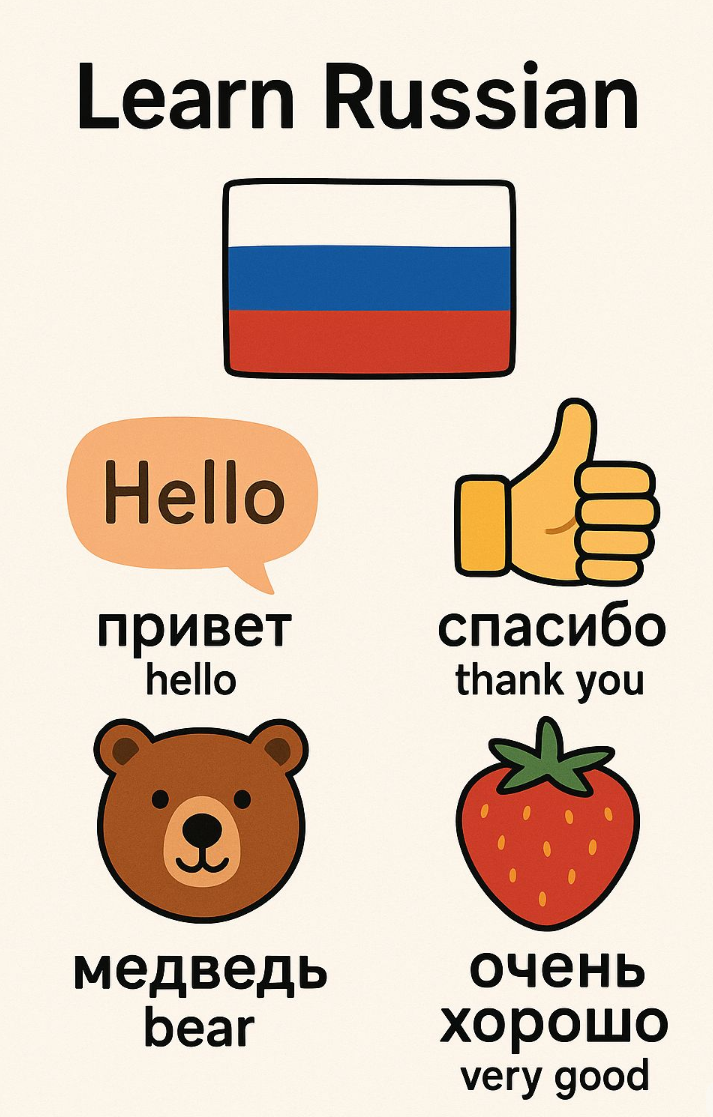 Learn Russian
Hello
привет
hello
спасибо
thank you
медведь
bear
очень
хорошо
very good